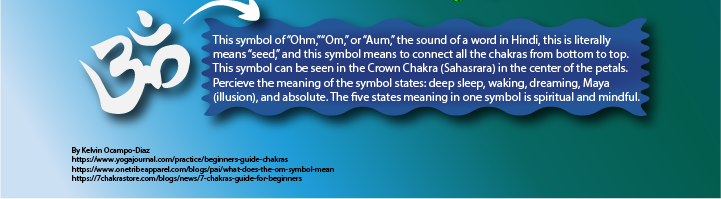 ॐ
This symbol of “Ohm,”“Om,” or “Aum,” the sound of a word in Hindi, this is literally
means “seed,” and this symbol means to connect all the chakras from bottom to top.
This symbol can be seen in the Crown Chakra (Sahasrara) in the center of the petals.
Percieve the meaning of the symbol states: deep sleep, waking, dreaming, Maya
(illusion), and absolute. The five states meaning in one symbol is spiritual and mindful.
By Kelvin Ocampo-Diaz
https://www.yogajournal.com/practice/beginners-guide-chakras
https://www.onetribeapparel.com/blogs/pai/what-does-the-om-symbol-mean
https://7chakrastore.com/blogs/news/7-chakras-guide-for-beginners